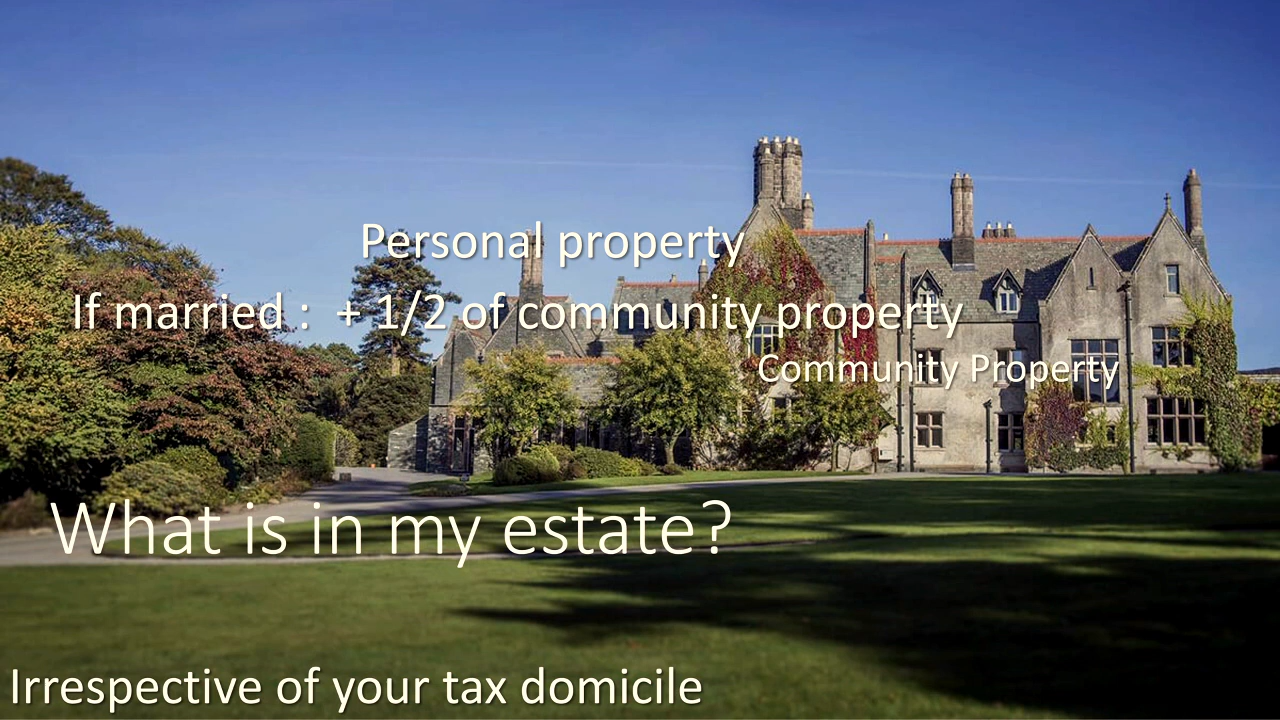 Personal property
If married :  + 1/2 of community property
Community Property
What is in my estate?
Irrespective of your tax domicile